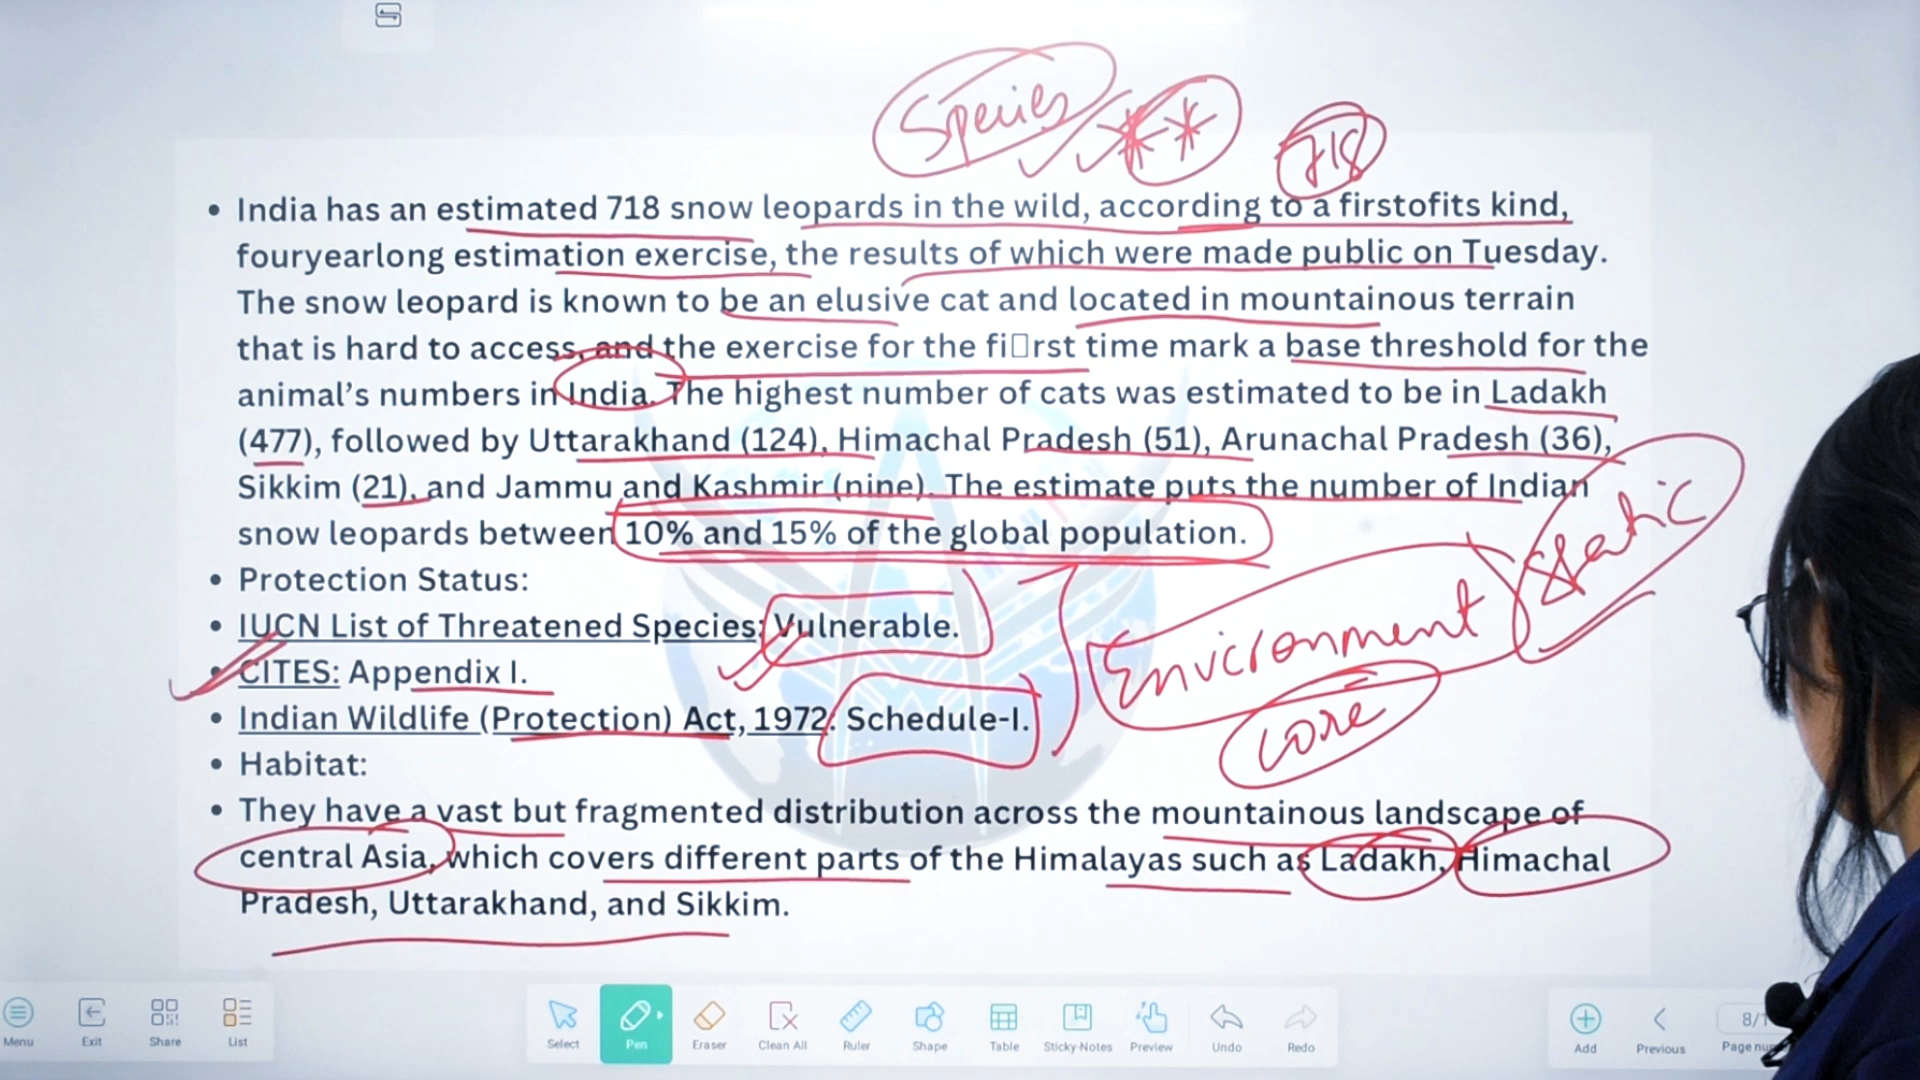 Species ** 718
• India has an estimated 718 snow leopards in the wild, according to a firstofits kind,
fouryearlong estimation exercise, the results of which were made public on Tuesday.
The snow leopard is known to be an elusive cat and located in mountainous terrain
that is hard to access, and the exercise for the fi▯rst time mark a base threshold for the
animal’s numbers in India. The highest number of cats was estimated to be in Ladakh
(477), followed by Uttarakhand (124), Himachal Pradesh (51), Arunachal Pradesh (36),
Sikkim (21), and Jammu and Kashmir (nine). The estimate puts the number of Indian
snow leopards between 10% and 15% of the global population.
Static
• Protection Status:
• IUCN List of Threatened Species: Vulnerable.
Environment
• CITES: Appendix I.
• Indian Wildlife (Protection) Act, 1972: Schedule-I.
core
• Habitat:
• They have a vast but fragmented distribution across the mountainous landscape of
central Asia, which covers different parts of the Himalayas such as Ladakh, Himachal
Pradesh, Uttarakhand, and Sikkim.
Menu Exit Share List Select Pen Eraser Clean All Ruler Shape Table Sticky-Notes Preview Undo Redo Add Previous 8/ Page